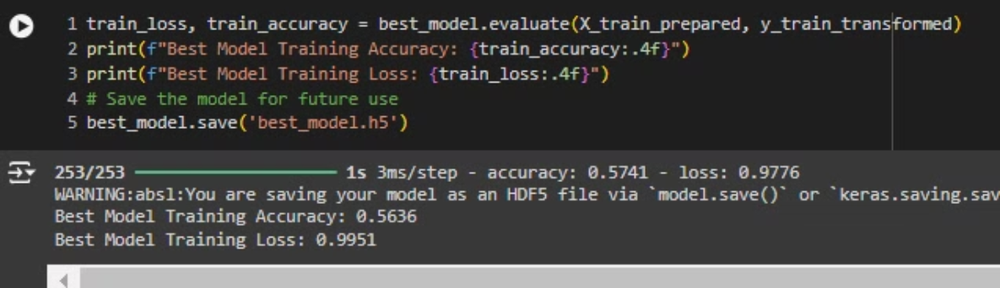 1 train_loss, train_accuracy = best_model.evaluate(X_train_prepared, y_train_transformed)
2 print(f"Best Model Training Accuracy: {train_accuracy:.4f}")
3 print(f"Best Model Training Loss: {train_loss:.4f}")
4 # Save the model for future use
5 best_model.save('best_model.h5')
253/253 1s 3ms/step - accuracy: 0.5741 - loss: 0.9776
WARNING:absl:You are saving your model as an HDF5 file via `model.save()` or `keras.saving.sav
Best Model Training Accuracy: 0.5636
Best Model Training Loss: 0.9951